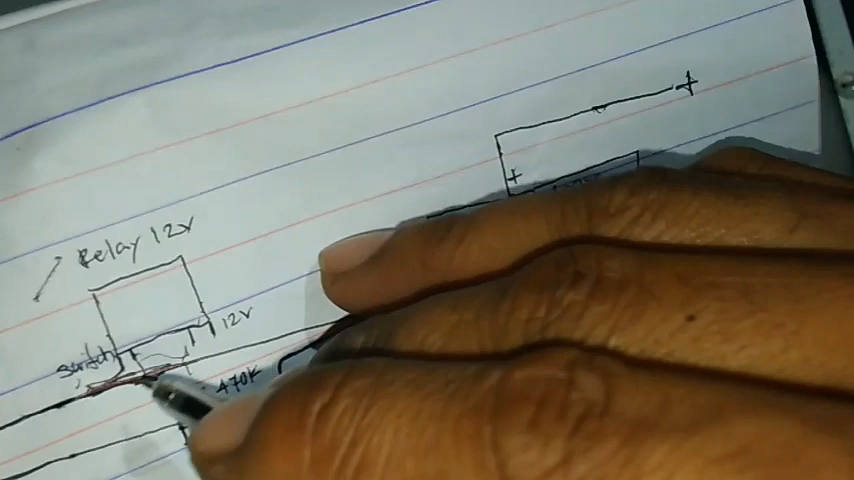 +
+
Relay 12v
12v
Switch
470K